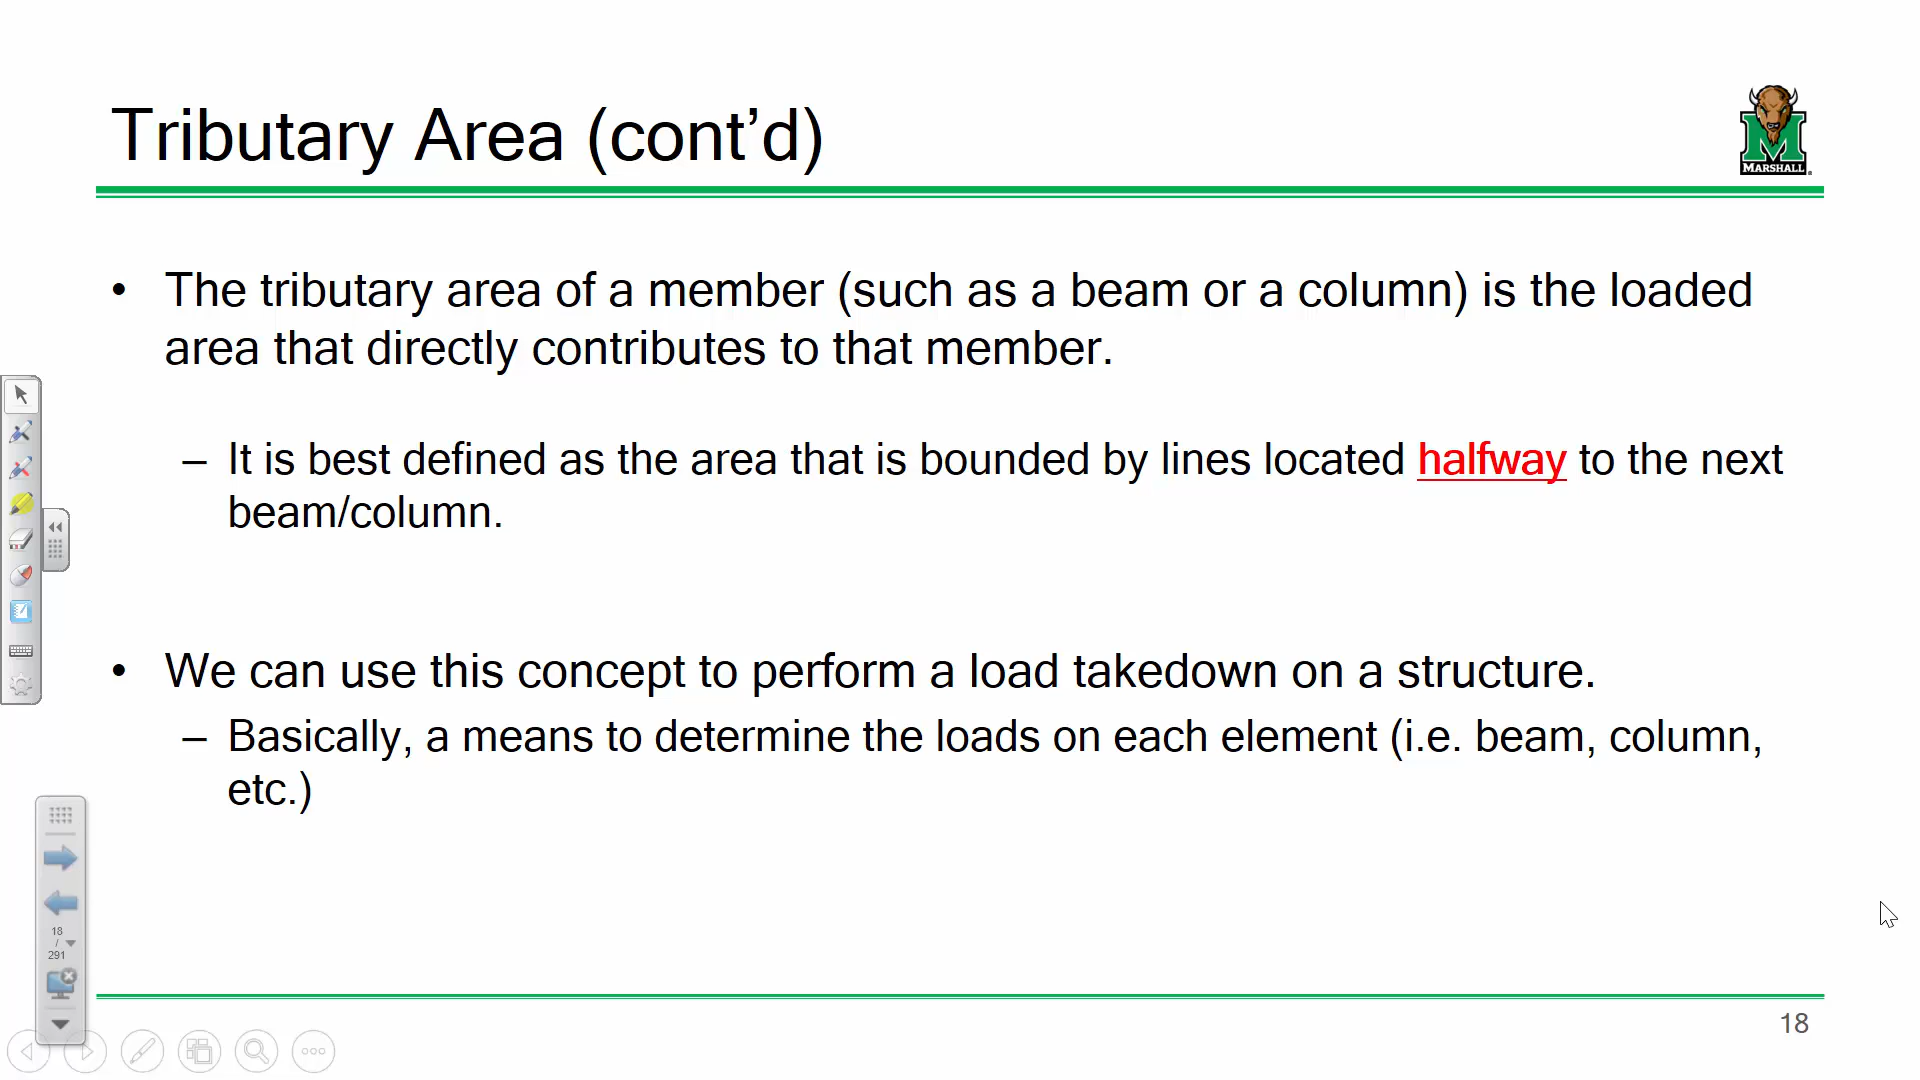 Tributary Area (cont’d)
MARSHALL
• The tributary area of a member (such as a beam or a column) is the loaded
area that directly contributes to that member.
– It is best defined as the area that is bounded by lines located halfway to the next
beam/column.
• We can use this concept to perform a load takedown on a structure.
– Basically, a means to determine the loads on each element (i.e. beam, column,
etc.)
18
/
291
18